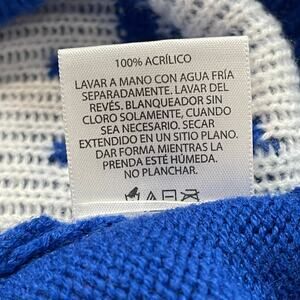 100% ACRÍLICO
LAVAR A MANO CON AGUA FRÍA
SEPARADAMENTE. LAVAR DEL
REVÉS. BLANQUEADOR SIN
CLORO SOLAMENTE, CUANDO
SEA NECESARIO. SECAR
EXTENDIDO EN UN SITIO PLANO.
DAR FORMA MIENTRAS LA
PRENDA ESTÉ HÚMEDA.
NO PLANCHAR.